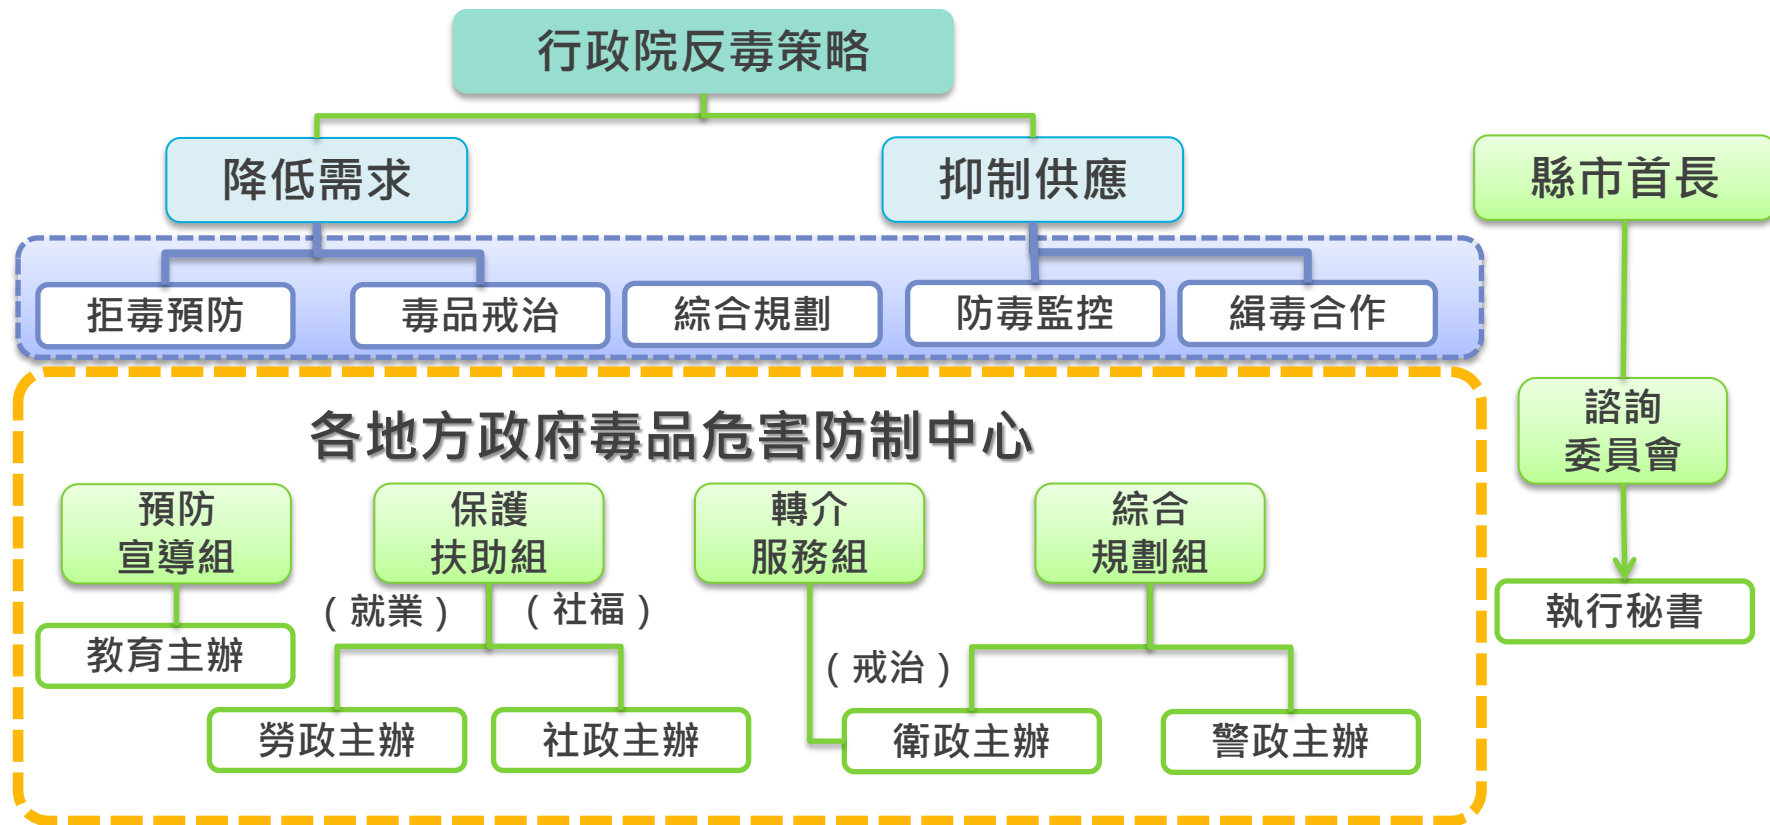 行政院反毒策略
降低需求
抑制供應
縣市首長
拒毒預防
毒品戒治
綜合規劃
防毒監控
緝毒合作
諮詢
委員會
執行秘書
各地方政府毒品危害防制中心
預防
宣導組
保護
扶助組
轉介
服務組
綜合
規劃組
（就業）
（社福）
（戒治）
教育主辦
勞政主辦
社政主辦
衛政主辦
警政主辦